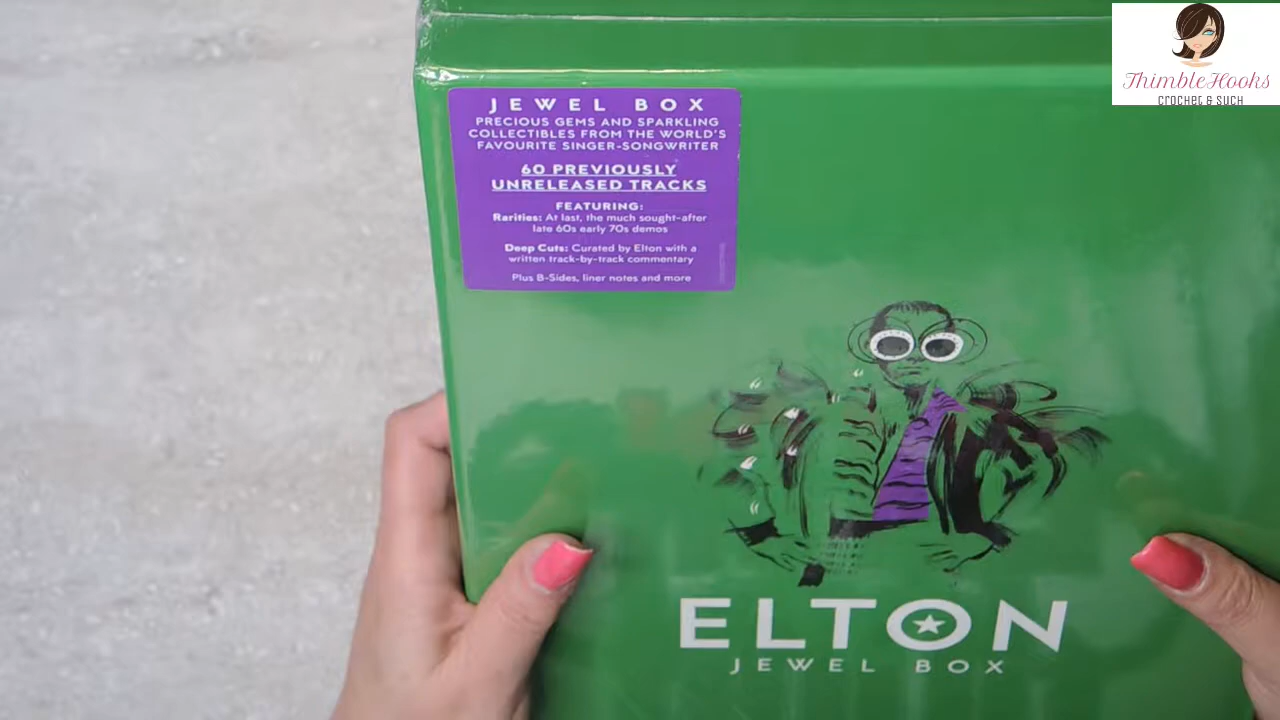 JEWEL BOX
PRECIOUS GEMS AND SPARKLING
COLLECTIBLES FROM THE WORLD'S
FAVOURITE SINGER-SONGWRITER
60 PREVIOUSLY
UNRELEASED TRACKS
FEATURING:
Rarities: At last, the much sought-after
late 60s early 70s demos
Deep Cuts: Curated by Elton with a
written track-by-track commentary
Plus B-Sides, liner notes and more
ThimbleHooks
CROCHET & SUCH
ELTON
JEWEL BOX